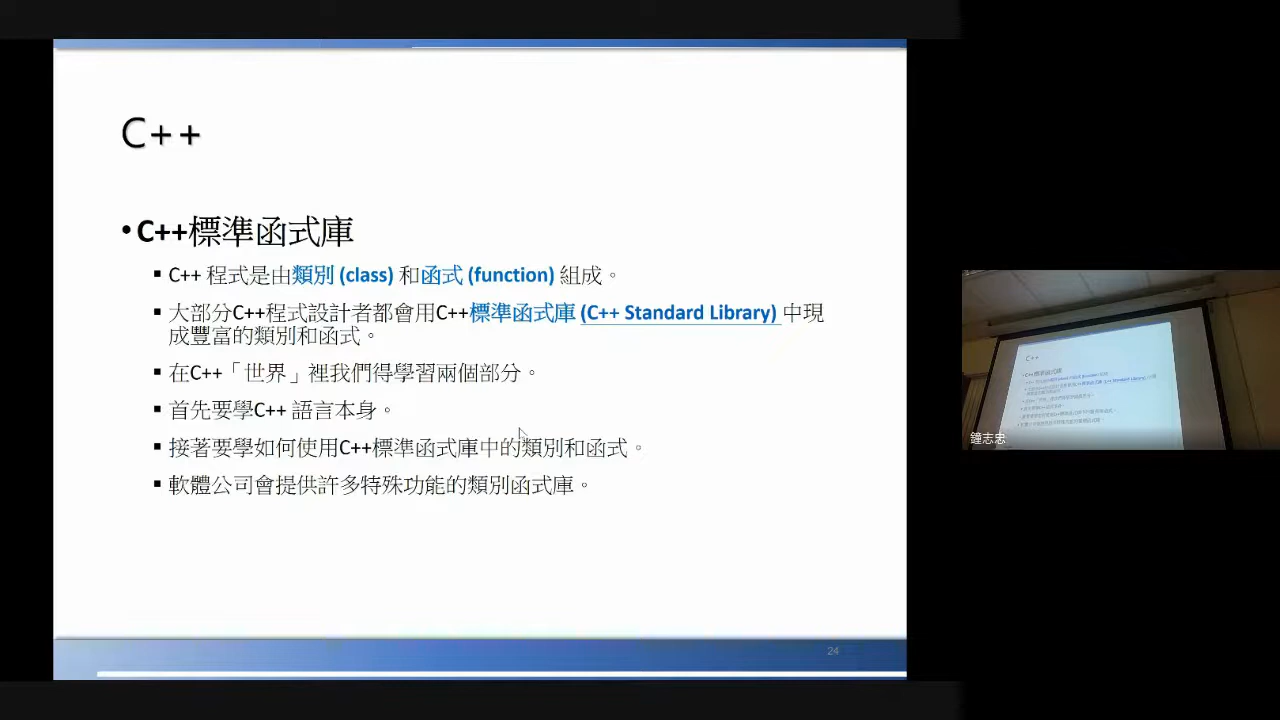 C++
•C++標準函式庫
▪ C++ 程式是由類別 (class) 和函式 (function) 組成。
▪ 大部分C++程式設計者都會用C++標準函式庫 (C++ Standard Library) 中現
成豐富的類別和函式。
▪ 在C++「世界」裡我們得學習兩個部分。
▪ 首先要學C++ 語言本身。
▪ 接著要學如何使用C++標準函式庫中的類別和函式。
▪ 軟體公司會提供許多特殊功能的類別函式庫。
24
C++
鐘志忠